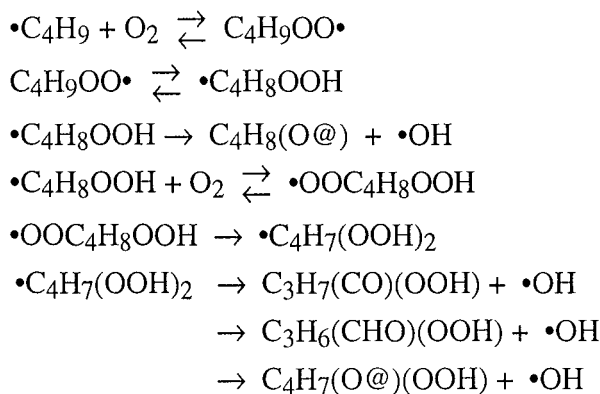 •C4H9 + O2 ⇄ C4H9OO•
C4H9OO• ⇄ •C4H8OOH
•C4H8OOH → C4H8(O@) + •OH
•C4H8OOH + O2 ⇄ •OOC4H8OOH
•OOC4H8OOH → •C4H7(OOH)2
•C4H7(OOH)2 → C3H7(CO)(OOH) + •OH
→ C3H6(CHO)(OOH) + •OH
→ C4H7(O@)(OOH) + •OH